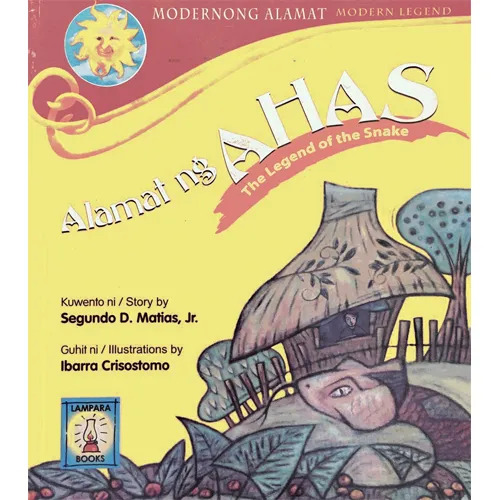 MODERNONG ALAMAT MODERN LEGEND
Alamat ng AHAS
The Legend of the Snake
Kuwento ni / Story by
Segundo D. Matias, Jr.
Guhit ni / Illustrations by
Ibarra Crisostomo
LAMPARA
BOOKS